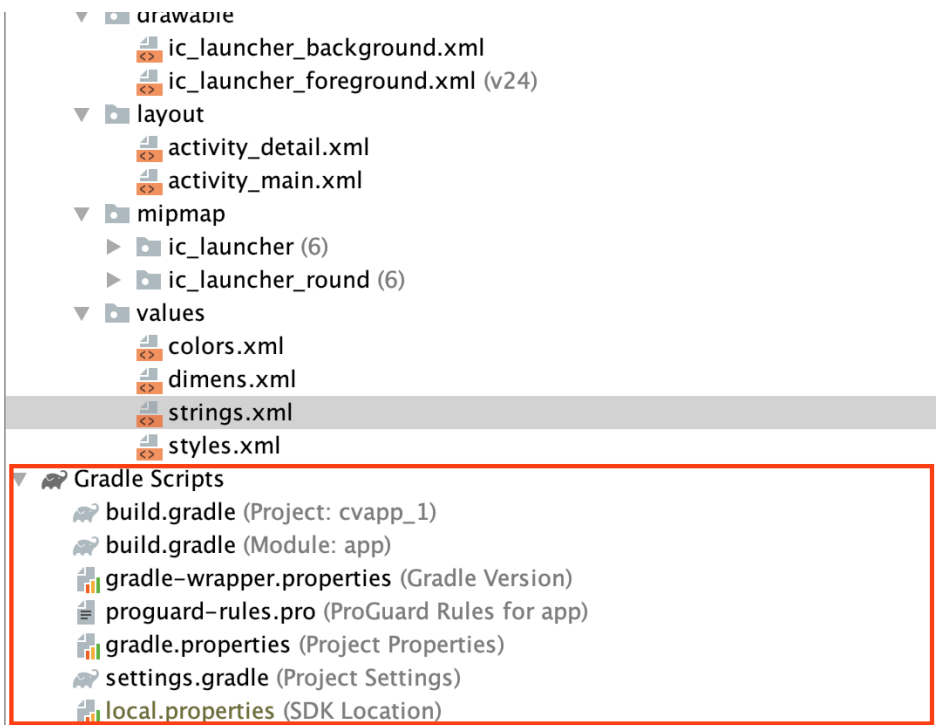 drawable
ic_launcher_background.xml
ic_launcher_foreground.xml (v24)
layout
activity_detail.xml
activity_main.xml
mipmap
ic_launcher (6)
ic_launcher_round (6)
values
colors.xml
dimens.xml
strings.xml
styles.xml
Gradle Scripts
build.gradle (Project: cvapp_1)
build.gradle (Module: app)
gradle-wrapper.properties (Gradle Version)
proguard-rules.pro (ProGuard Rules for app)
gradle.properties (Project Properties)
settings.gradle (Project Settings)
local.properties (SDK Location)